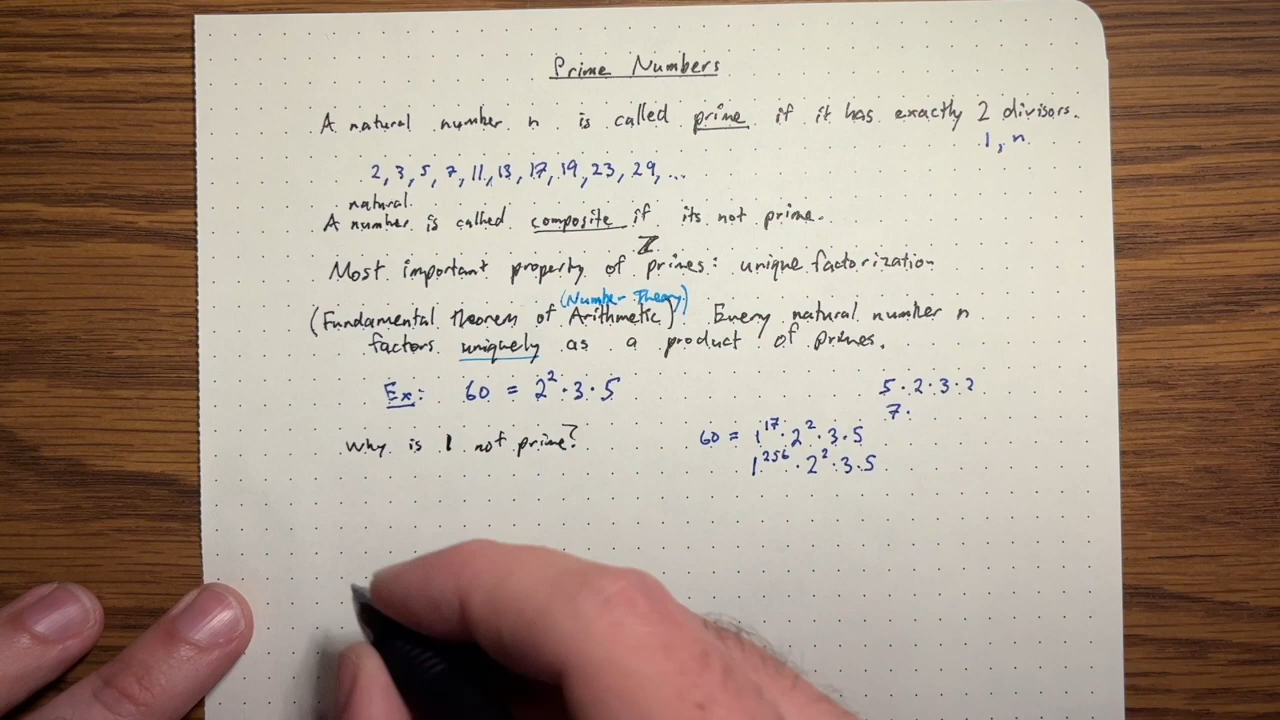 Prime Numbers
A natural number n is called prime if it has exactly 2 divisors.
1, n
2, 3, 5, 7, 11, 13, 17, 19, 23, 29, ...
natural
A number is called composite if its not prime.
ℤ
Most important property of primes: unique factorization
(Number Theory)
(Fundamental Theorem of Arithmetic) Every natural number n
factors uniquely as a product of primes.
Ex: 60 = 2²·3·5
5·2·3·2
7·
Why is 1 not prime?
60 = 1¹⁷·2²·3·5
1²⁵⁶·2²·3·5